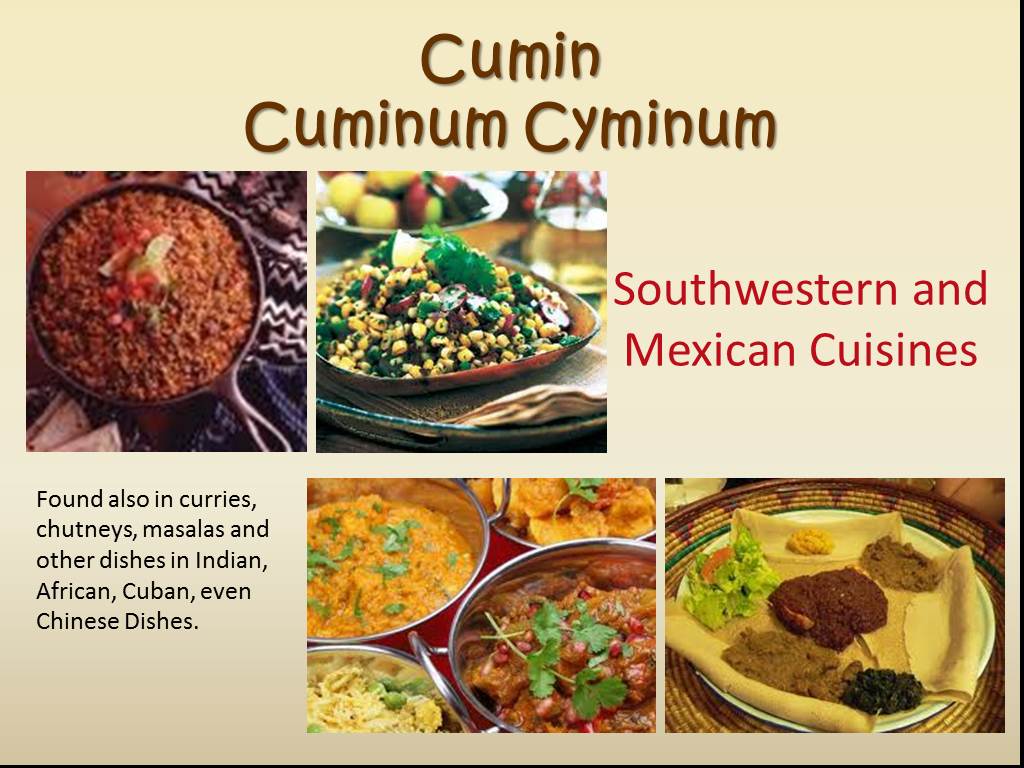 Cumin
Cuminum Cyminum
Southwestern and
Mexican Cuisines
Found also in curries,
chutneys, masalas and
other dishes in Indian,
African, Cuban, even
Chinese Dishes.